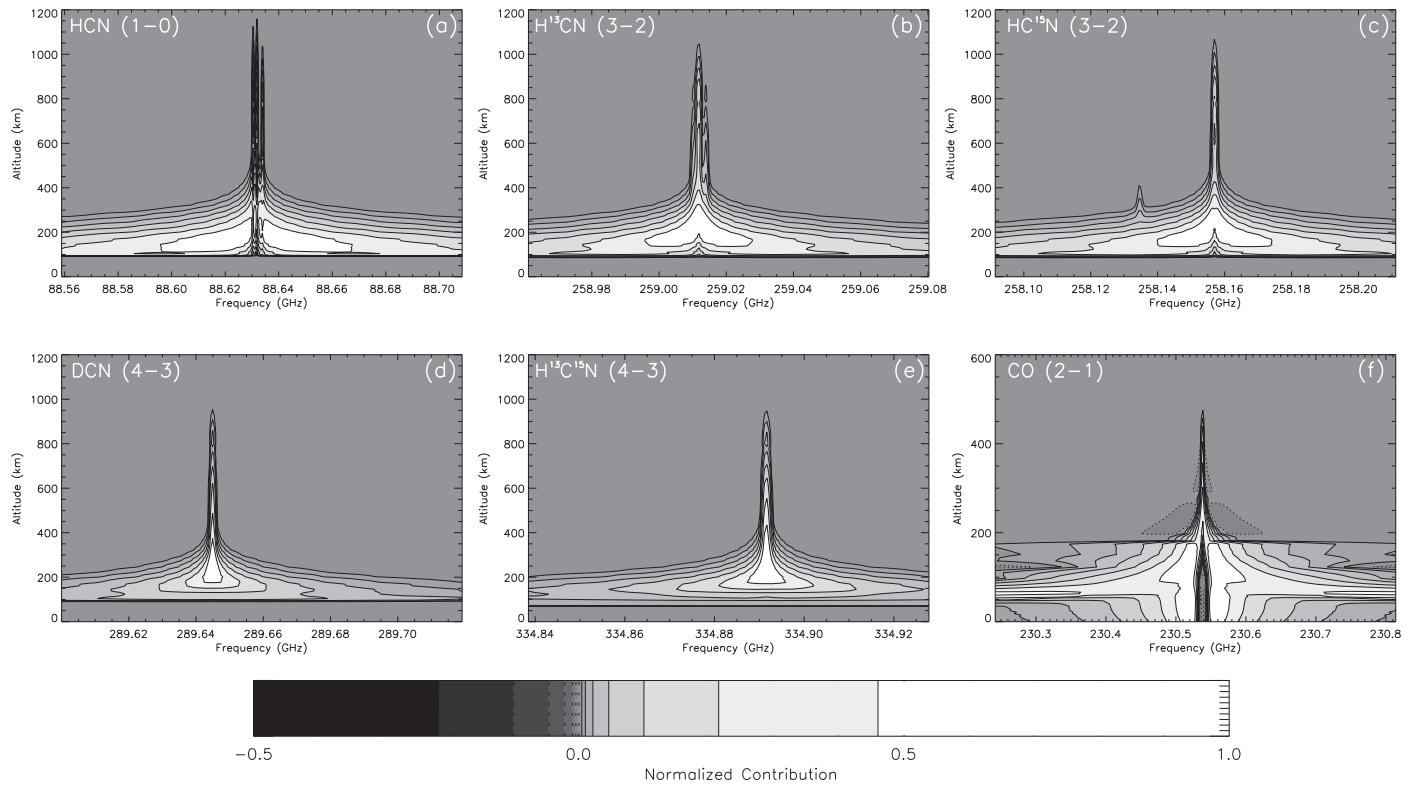 HCN (1−0) (a)
1200
1000
800
600
400
200
0
Altitude (km)
88.56 88.58 88.60 88.62 88.64 88.66 88.68 88.70
Frequency (GHz)
H¹³CN (3−2) (b)
1200
1000
800
600
400
200
0
Altitude (km)
258.98 259.00 259.02 259.04 259.06 259.08
Frequency (GHz)
HC¹⁵N (3−2) (c)
1200
1000
800
600
400
200
0
Altitude (km)
258.10 258.12 258.14 258.16 258.18 258.20
Frequency (GHz)
DCN (4−3) (d)
1200
1000
800
600
400
200
0
Altitude (km)
289.62 289.64 289.66 289.68 289.70
Frequency (GHz)
H¹³C¹⁵N (4−3) (e)
1200
1000
800
600
400
200
0
Altitude (km)
334.84 334.86 334.88 334.90 334.92
Frequency (GHz)
CO (2−1) (f)
600
400
200
0
Altitude (km)
230.3 230.4 230.5 230.6 230.7 230.8
Frequency (GHz)
−0.5 0.0 0.5 1.0
Normalized Contribution